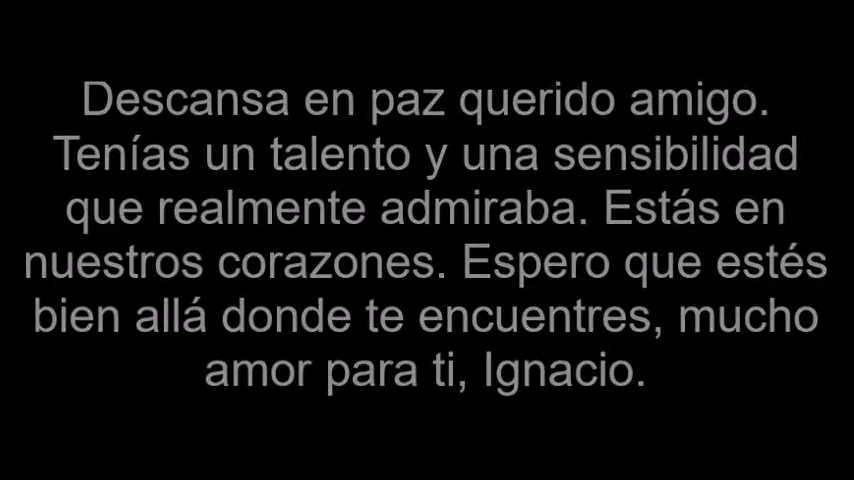 Descansa en paz querido amigo.
Tenías un talento y una sensibilidad
que realmente admiraba. Estás en
nuestros corazones. Espero que estés
bien allá donde te encuentres, mucho
amor para ti, Ignacio.